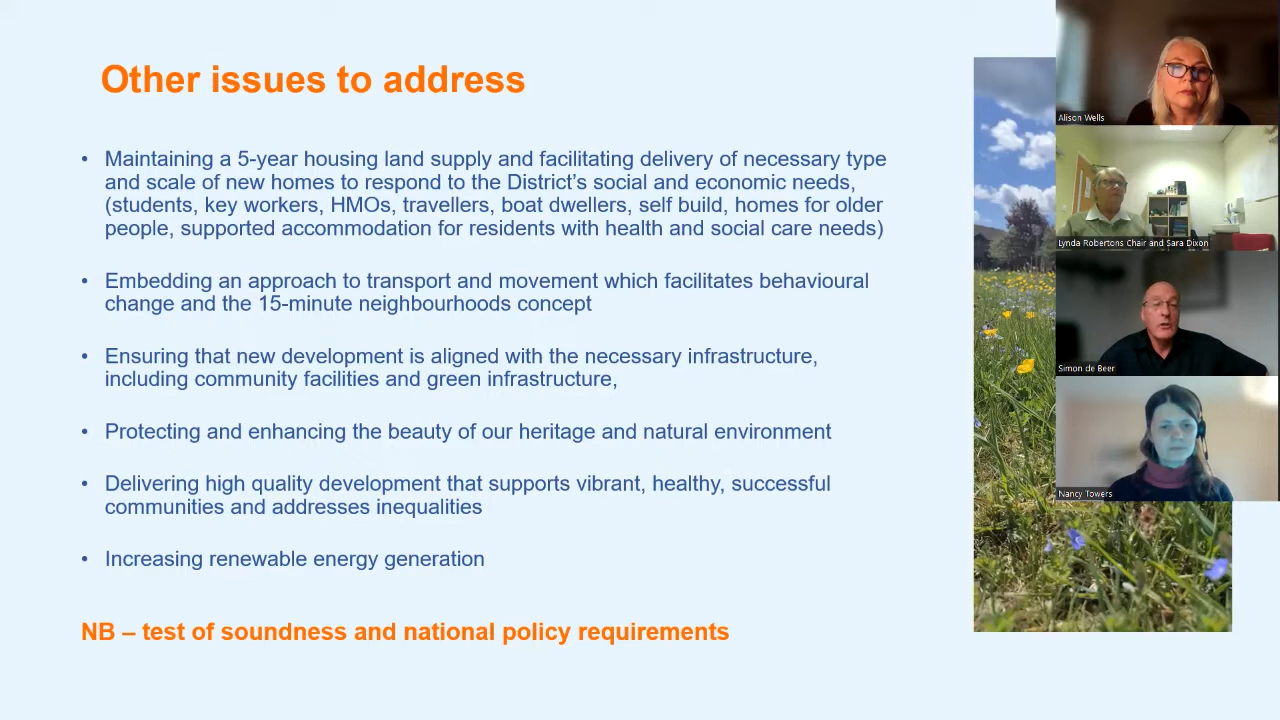 Other issues to address
• Maintaining a 5-year housing land supply and facilitating delivery of necessary type
and scale of new homes to respond to the District's social and economic needs,
(students, key workers, HMOs, travellers, boat dwellers, self build, homes for older
people, supported accommodation for residents with health and social care needs)
• Embedding an approach to transport and movement which facilitates behavioural
change and the 15-minute neighbourhoods concept
• Ensuring that new development is aligned with the necessary infrastructure,
including community facilities and green infrastructure,
• Protecting and enhancing the beauty of our heritage and natural environment
• Delivering high quality development that supports vibrant, healthy, successful
communities and addresses inequalities
• Increasing renewable energy generation
NB – test of soundness and national policy requirements
Alison Wells
Lynda Robertons Chair and Sara Dixon
Simon de Beer
Nancy Towers